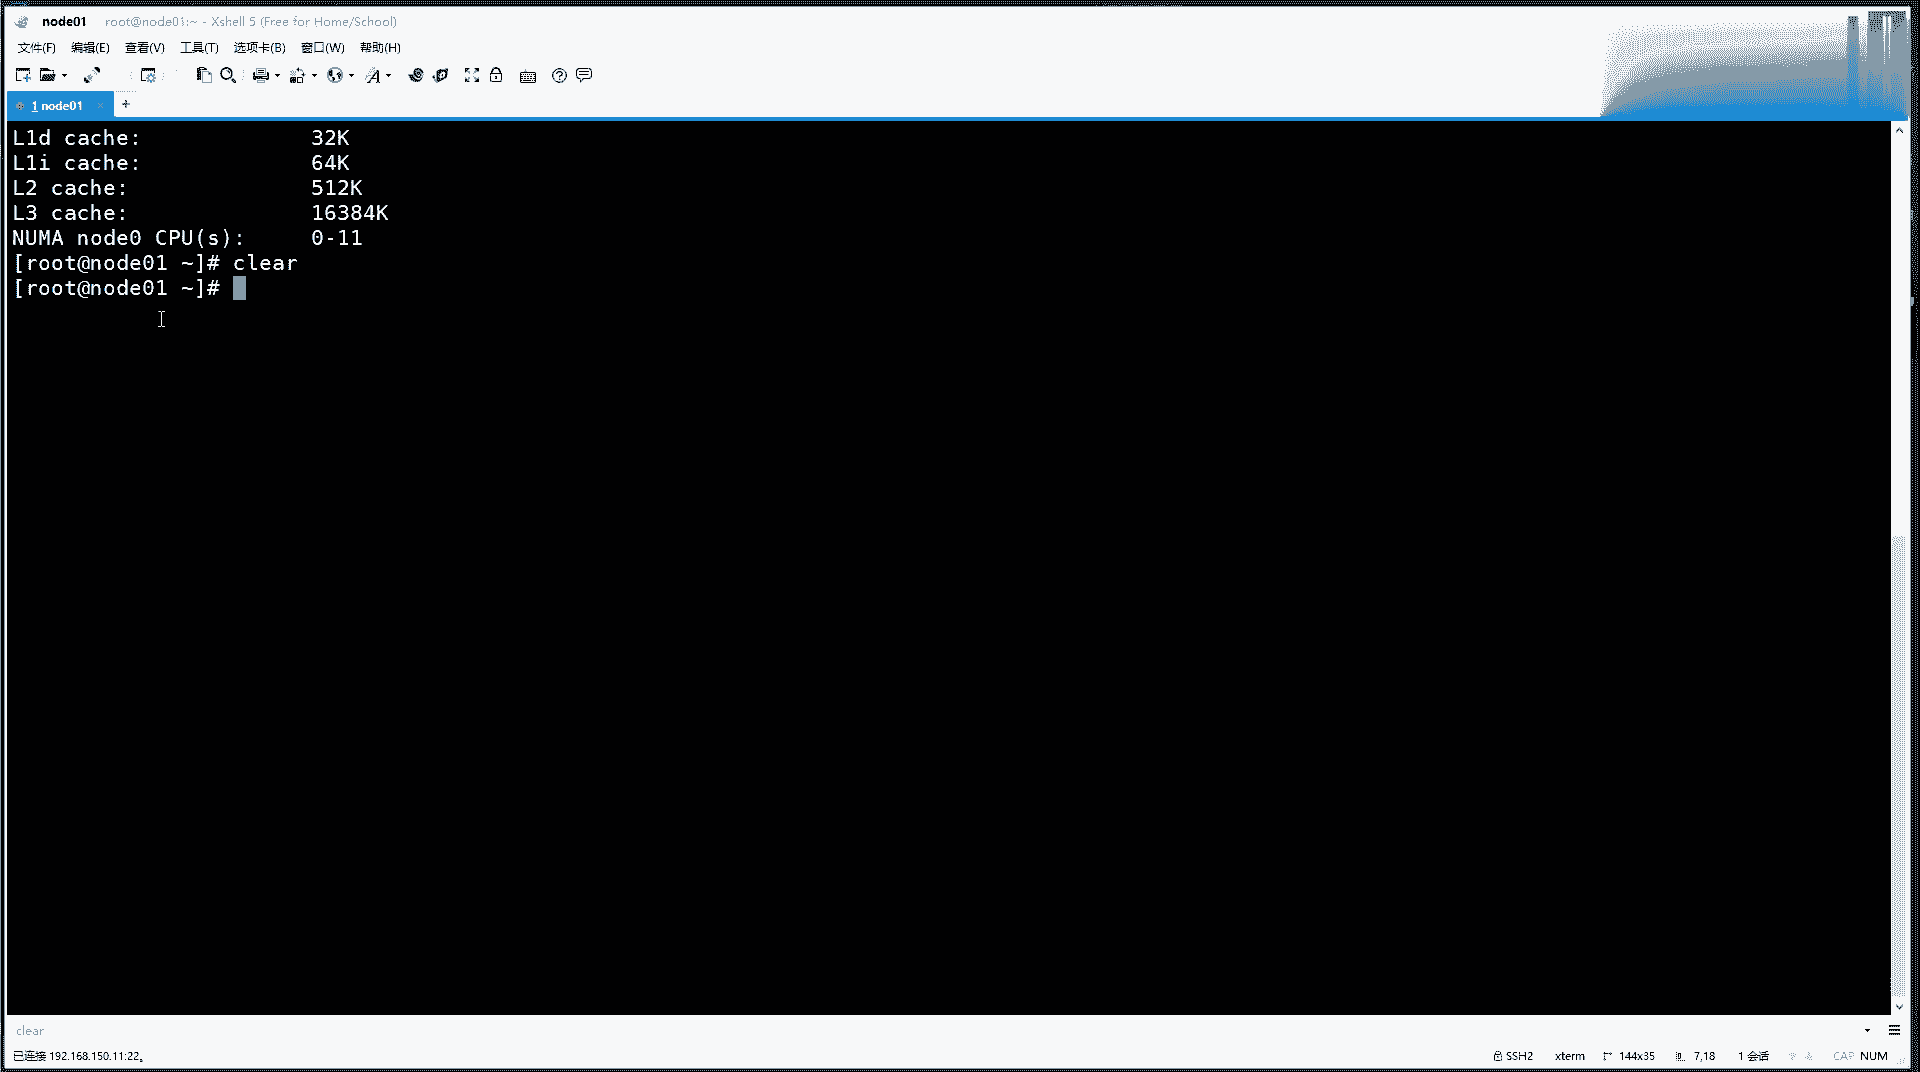 node01 root@node01:~ - Xshell 5 (Free for Home/School)
文件(F) 编辑(E) 查看(V) 工具(T) 选项卡(B) 窗口(W) 帮助(H)
1 node01 × +
L1d cache: 32K
L1i cache: 64K
L2 cache: 512K
L3 cache: 16384K
NUMA node0 CPU(s): 0-11
[root@node01 ~]# clear
[root@node01 ~]#
clear
已连接 192.168.150.11:22。 SSH2 xterm 144x35 7,18 1 会话 CAP NUM